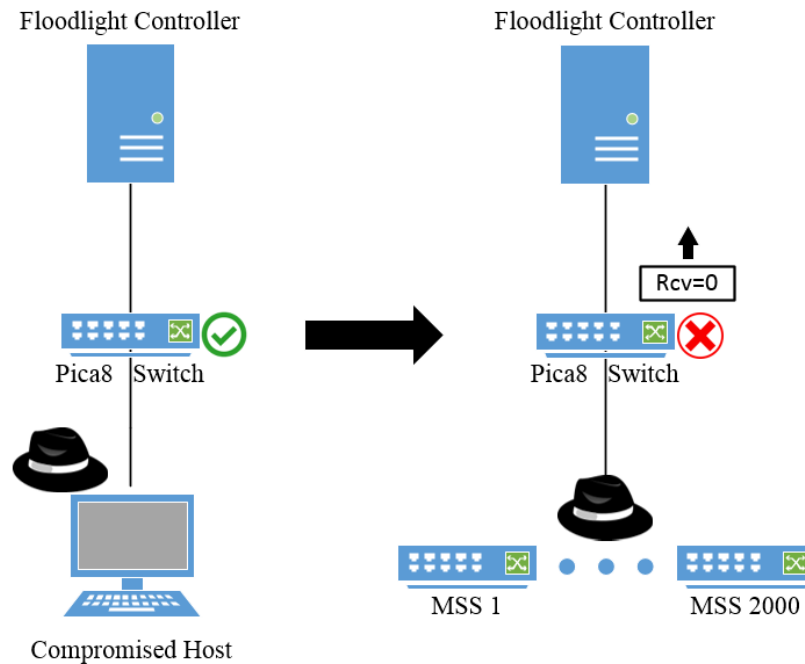 Floodlight Controller
Floodlight Controller
Rcv=0
Pica8 Switch
Pica8 Switch
MSS 1
MSS 2000
Compromised Host